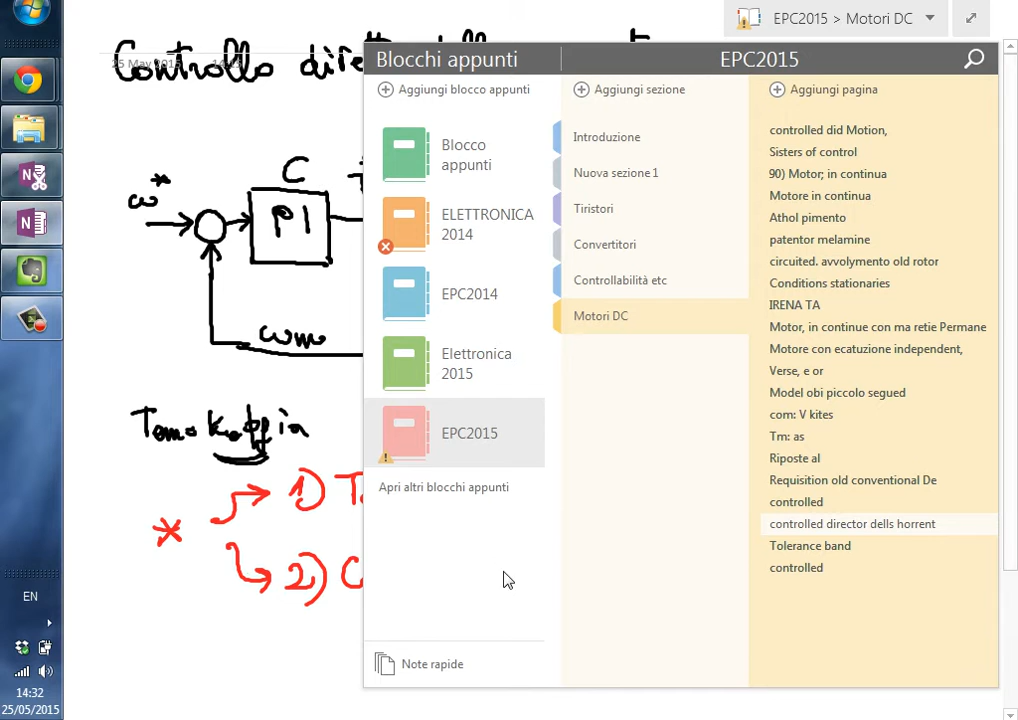 EPC2015 > Motori DC
Controllo
25 May 2015 14:15
Blocchi appunti
EPC2015
Aggiungi blocco appunti
Aggiungi sezione
Aggiungi pagina
Blocco appunti
ELETTRONICA 2014
EPC2014
Elettronica 2015
EPC2015
Apri altri blocchi appunti
Note rapide
Introduzione
Nuova sezione 1
Tiristori
Convertitori
Controllabilità etc
Motori DC
controlled did Motion,
Sisters of control
90) Motor; in continua
Motore in continua
Athol pimento
patentor melamine
circuited. avvolymento old rotor
Conditions stationaries
IRENA TA
Motor, in continue con ma retie Permane
Motore con ecatuzione independent,
Verse, e or
Model obi piccolo segued
com: V kites
Tm: as
Riposte al
Requisition old conventional De
controlled
controlled director dells horrent
Tolerance band
controlled
C
ω*
PI
ωm
* 1) T
2) C
EN
14:32
25/05/2015